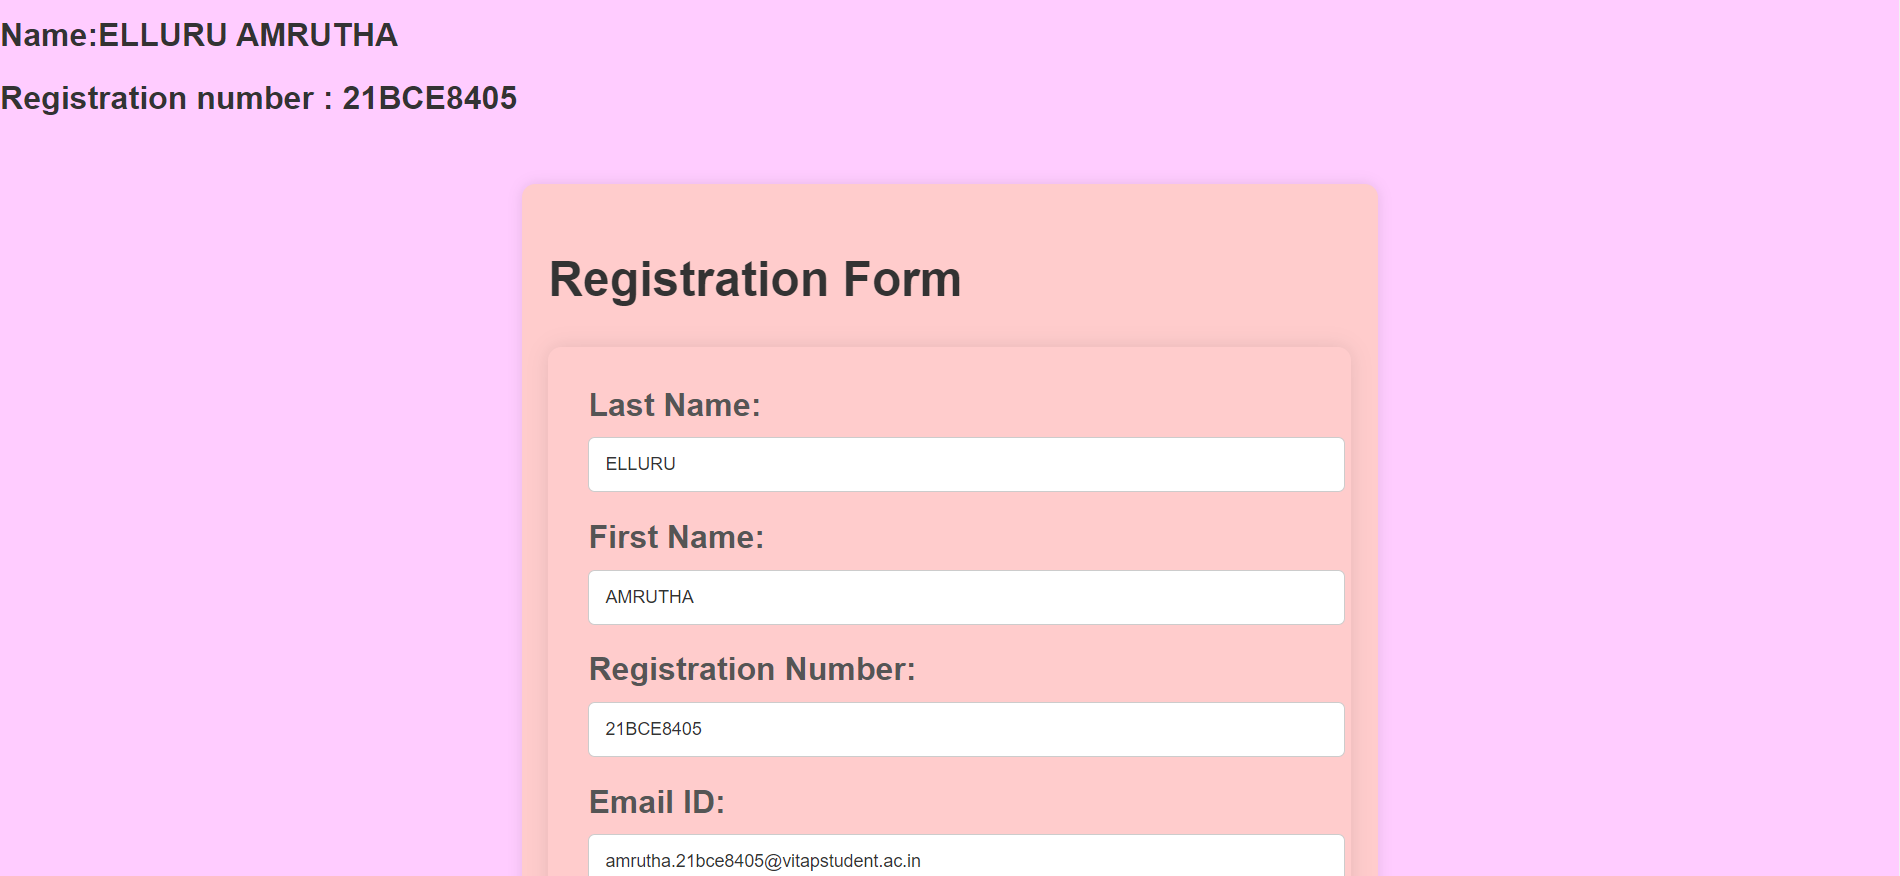 Name:ELLURU AMRUTHA
Registration number : 21BCE8405
Registration Form
Last Name:
ELLURU
First Name:
AMRUTHA
Registration Number:
21BCE8405
Email ID:
amrutha.21bce8405@vitapstudent.ac.in